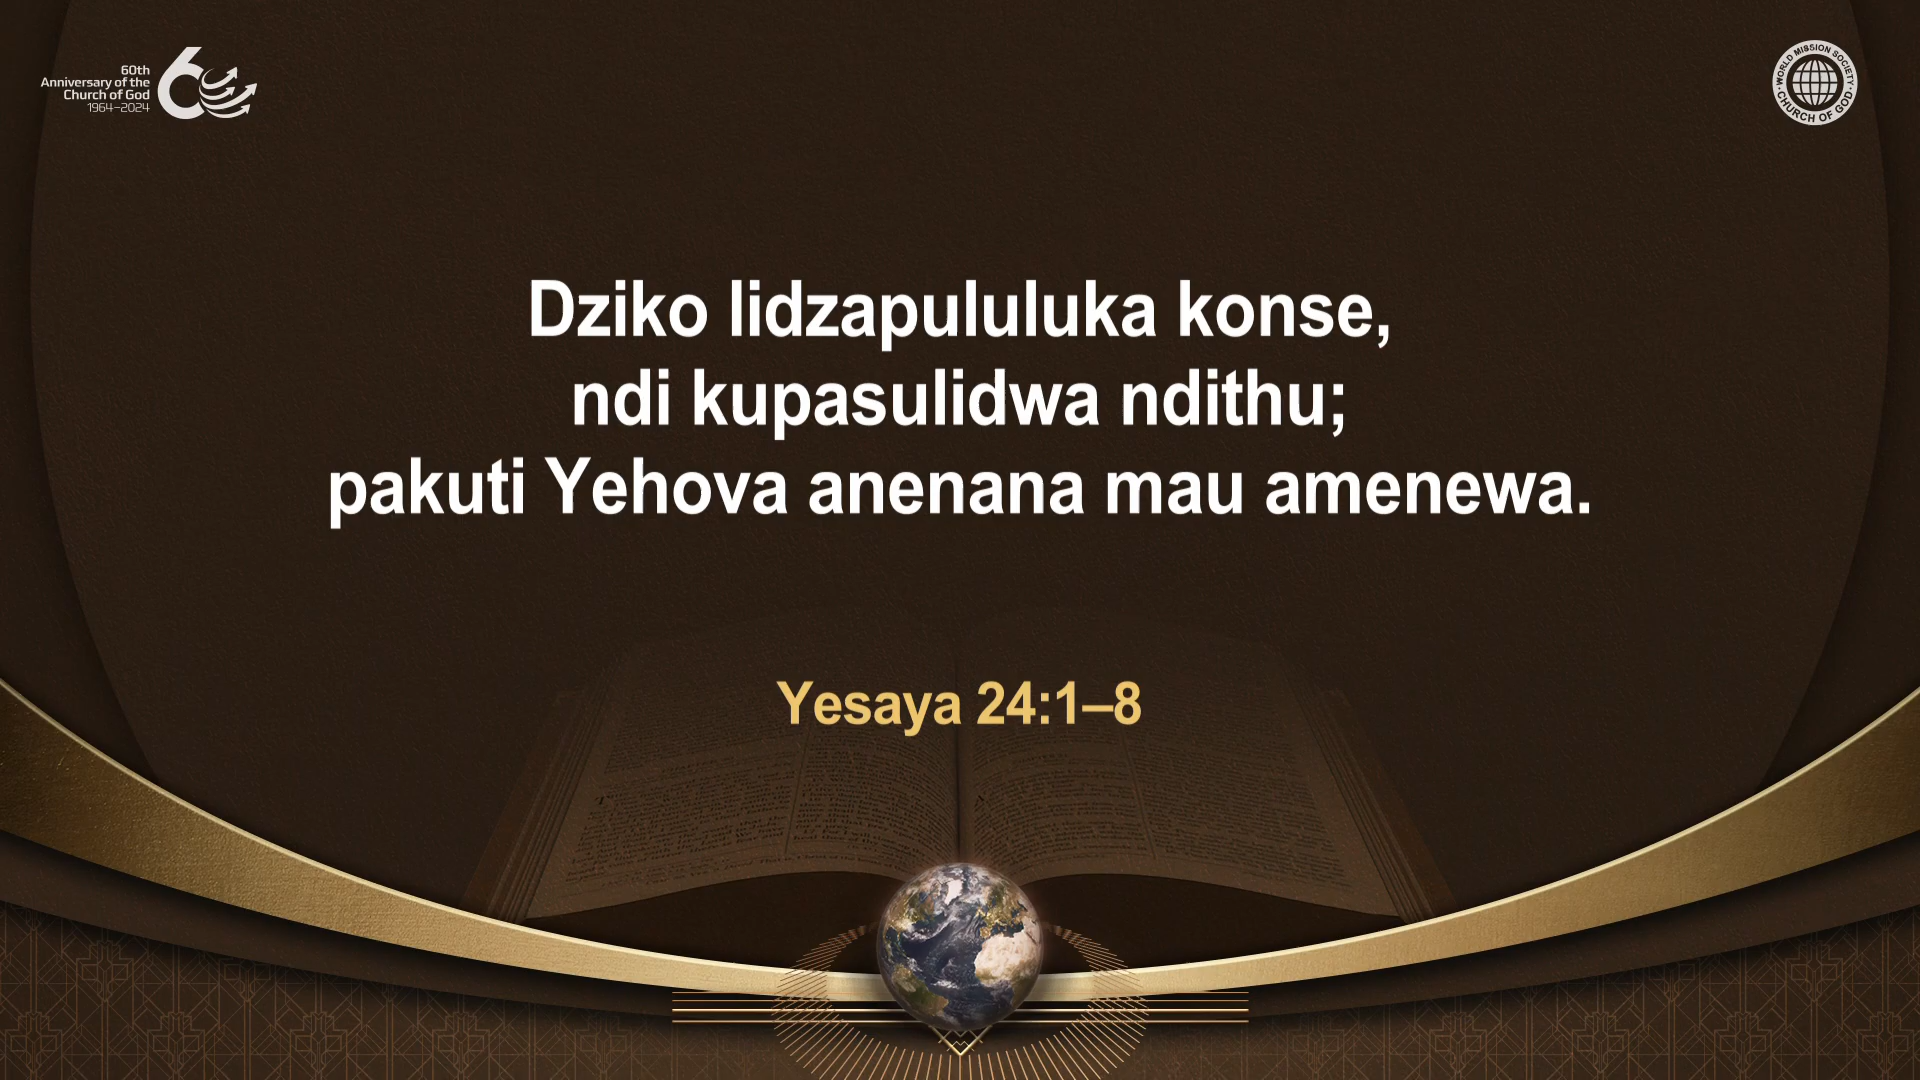 60th
Anniversary of the
Church of God
1964–2024
60
WORLD MISSION SOCIETY
CHURCH OF GOD
Dziko lidzapululuka konse,
ndi kupasulidwa ndithu;
pakuti Yehova anenana mau amenewa.
Yesaya 24:1–8